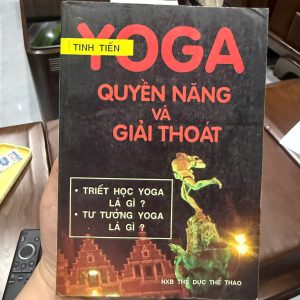 YOGA
TINH TIẾN
QUYỀN NĂNG
VÀ
GIẢI THOÁT
• TRIẾT HỌC YOGA
LÀ GÌ ?
• TƯ TƯỞNG YOGA
LÀ GÌ ?
NXB THỂ DỤC THỂ THAO